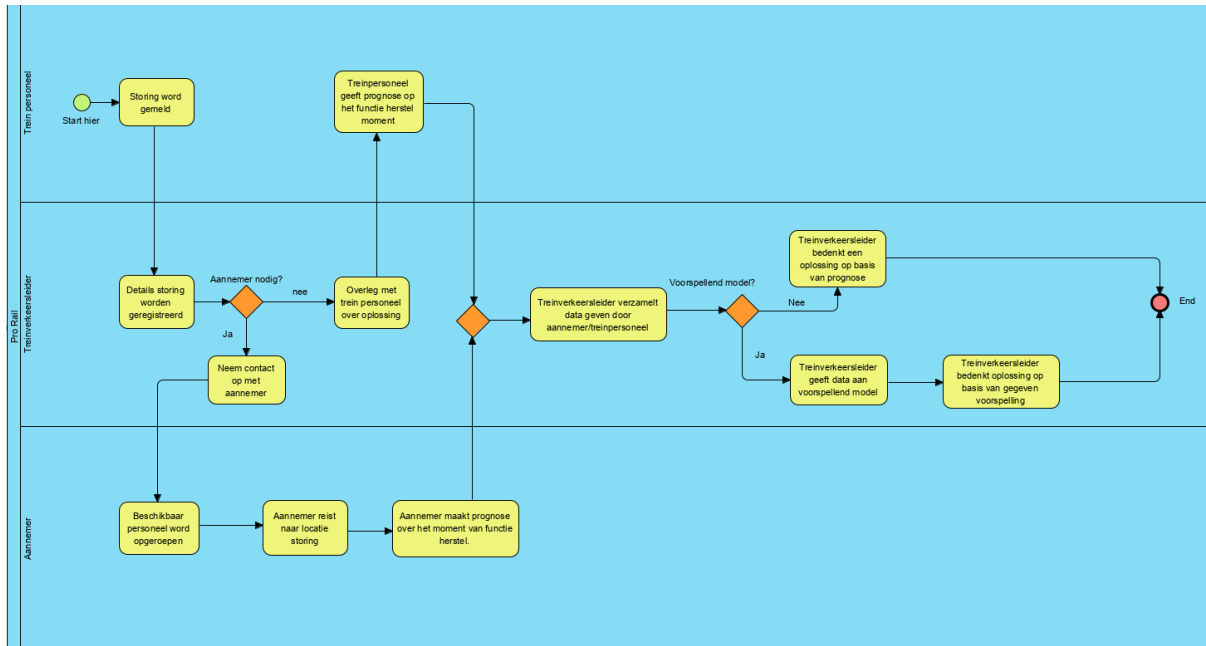 Pro Rail
Trein personeel
Start hier
Storing word
gemeld
Treinpersoneel
geeft prognose op
het functie herstel
moment
Treinverkeersleider
Details storing
worden
geregistreerd
Aannemer nodig?
nee
Ja
Overleg met
trein personeel
over oplossing
Neem contact
op met
aannemer
Treinverkeersleider verzamelt
data geven door
aannemer/treinpersoneel
Voorspellend model?
Nee
Ja
Treinverkeersleider
bedenkt een
oplossing op basis
van prognose
Treinverkeersleider
geeft data aan
voorspellend model
Treinverkeersleider
bedenkt oplossing op
basis van gegeven
voorspelling
End
Aannemer
Beschikbaar
personeel word
opgeroepen
Aannemer reist
naar locatie
storing
Aannemer maakt prognose
over het moment van functie
herstel.